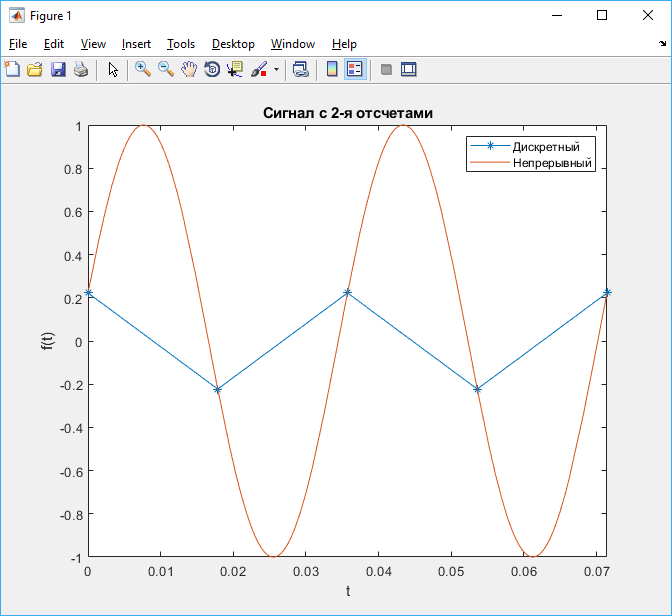 Figure 1
File Edit View Insert Tools Desktop Window Help
Сигнал с 2-я отсчетами
Дискретный
Непрерывный
1
0.8
0.6
0.4
0.2
0
-0.2
-0.4
-0.6
-0.8
-1
f(t)
0 0.01 0.02 0.03 0.04 0.05 0.06 0.07
t